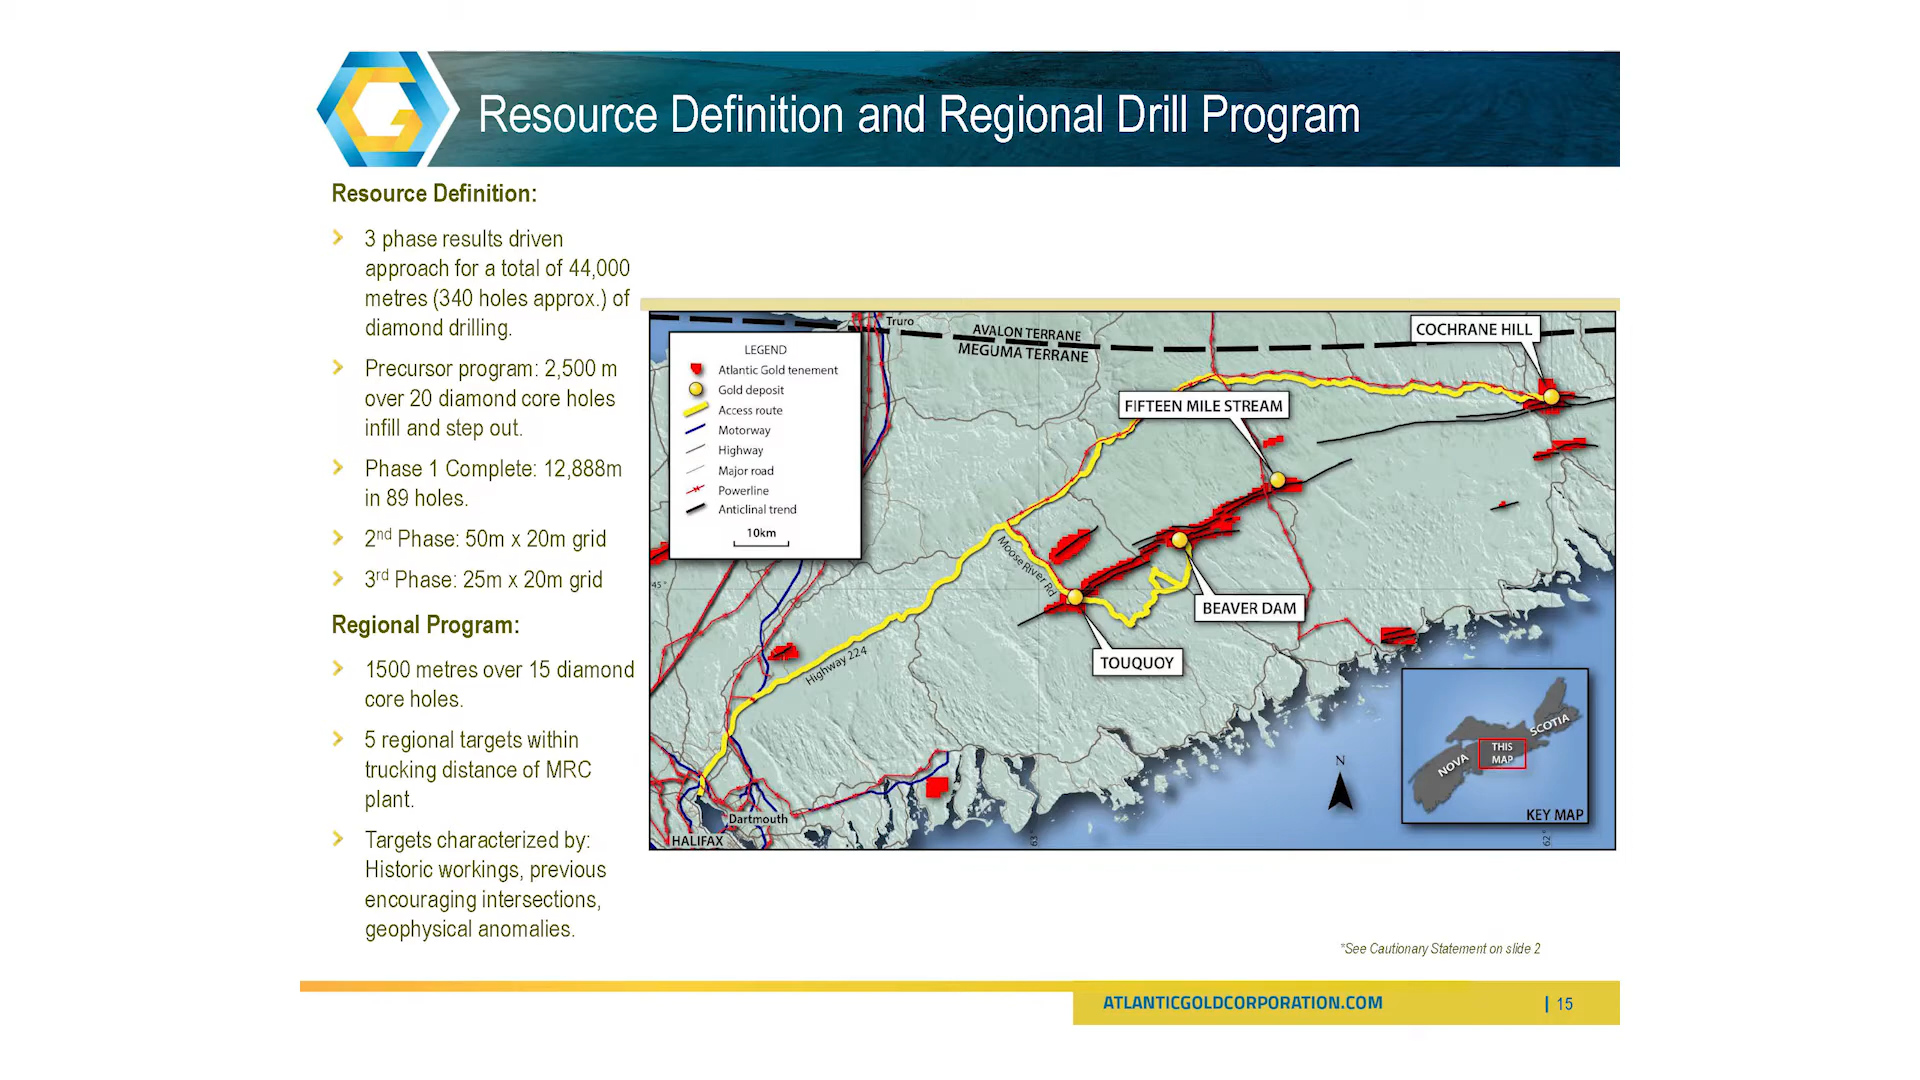 Resource Definition and Regional Drill Program
Resource Definition:
3 phase results driven
approach for a total of 44,000
metres (340 holes approx.) of
diamond drilling.
Precursor program: 2,500 m
over 20 diamond core holes
infill and step out.
Phase 1 Complete: 12,888m
in 89 holes.
2nd Phase: 50m x 20m grid
3rd Phase: 25m x 20m grid
Regional Program:
1500 metres over 15 diamond
core holes.
5 regional targets within
trucking distance of MRC
plant.
Targets characterized by:
Historic workings, previous
encouraging intersections,
geophysical anomalies.
Truro
AVALON TERRANE
MEGUMA TERRANE
COCHRANE HILL
LEGEND
Atlantic Gold tenement
Gold deposit
Access route
Motorway
Highway
Major road
Powerline
Anticlinal trend
10km
FIFTEEN MILE STREAM
Moose River Rd
45°
BEAVER DAM
TOUQUOY
Highway 224
Dartmouth
HALIFAX
63°
62°
N
NOVA
SCOTIA
THIS
MAP
KEY MAP
*See Cautionary Statement on slide 2
ATLANTICGOLDCORPORATION.COM
| 15